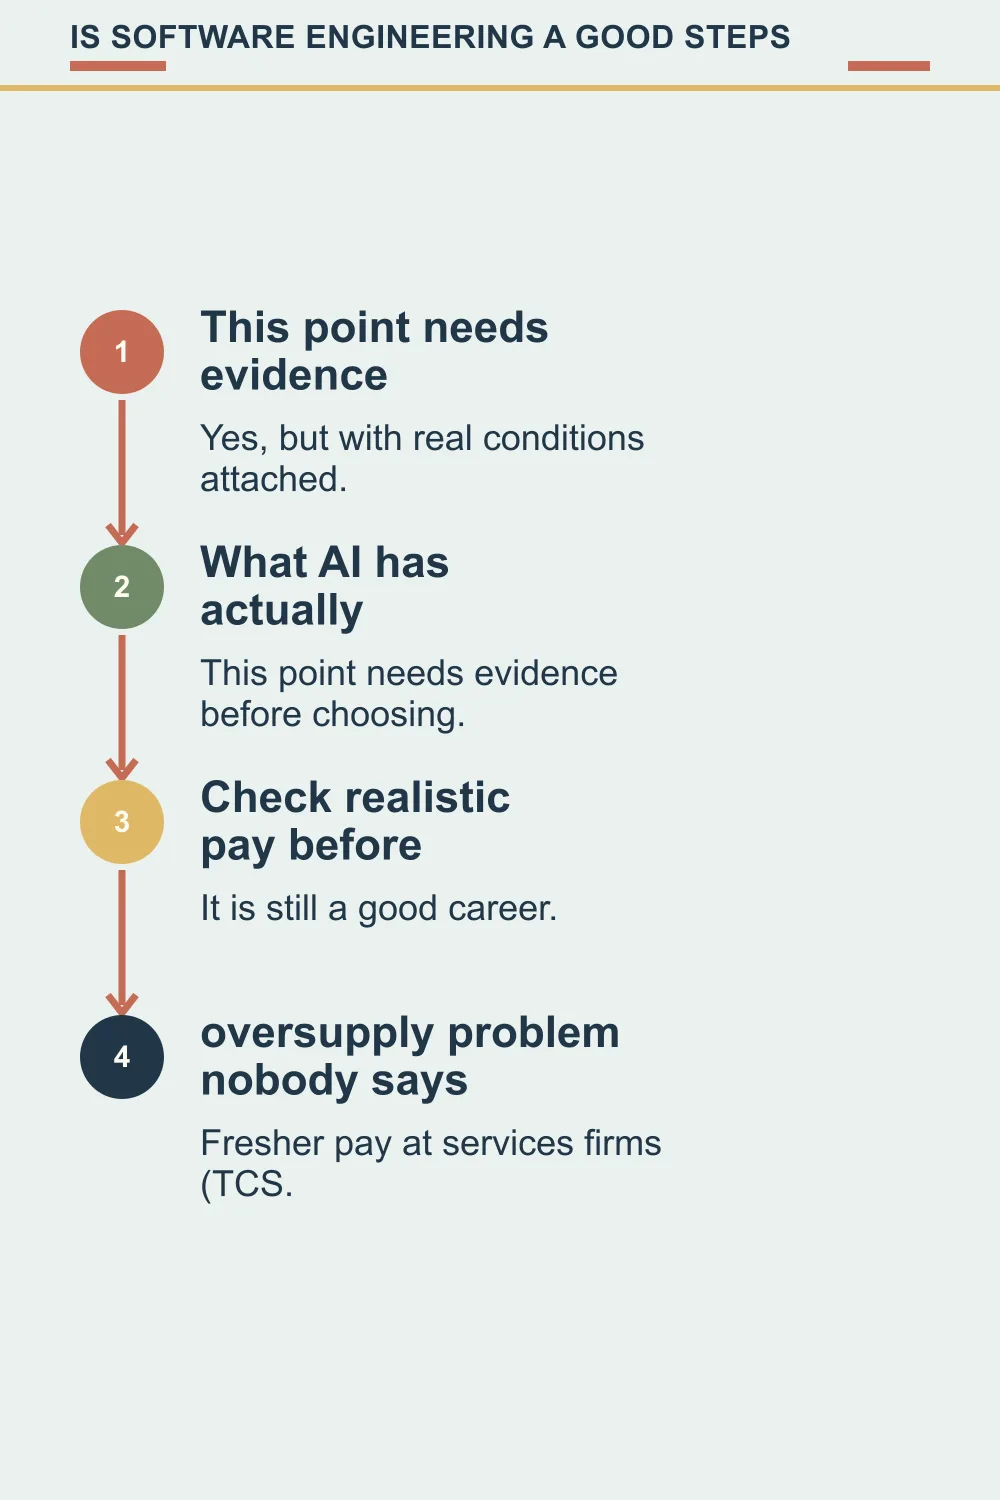 IS SOFTWARE ENGINEERING A GOOD STEPS
1
This point needs
evidence
Yes, but with real conditions
attached.
2
What AI has
actually
This point needs evidence
before choosing.
3
Check realistic
pay before
It is still a good career.
4
oversupply problem
nobody says
Fresher pay at services firms
(TCS.